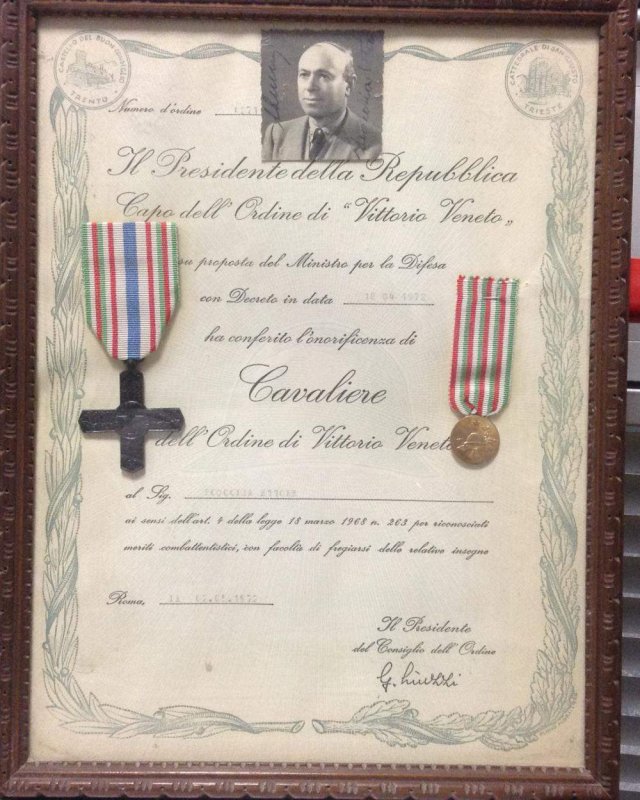 CASTELLO DEL BUON CONSIGLIO
TRENTO
CATTEDRALE DI SAN GIUSTO
TRIESTE
Numero d'ordine
Il Presidente della Repubblica
Capo dell'Ordine di "Vittorio Veneto„
su proposta del Ministro per la Difesa
con Decreto in data
ha conferito l'onorificenza di
Cavaliere
dell'Ordine di Vittorio Veneto
al Sig. ETTORE
ai sensi dell'art. 4 della legge 18 marzo 1968 n. 263 per riconosciuti
meriti combattentistici, con facoltà di fregiarsi delle relative insegne
Roma,
Il Presidente
del Consiglio dell'Ordine